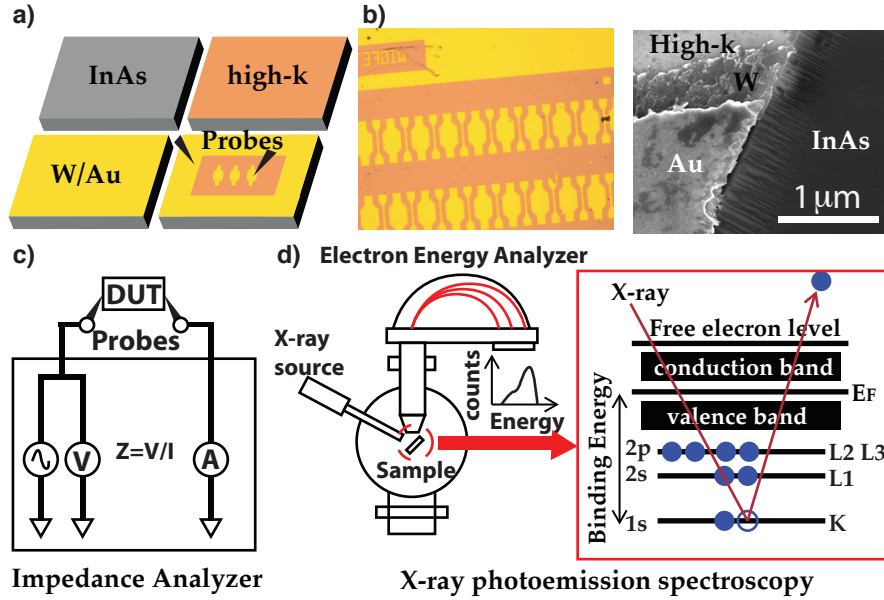 a)
InAs
high-k
W/Au
Probes
b)
WIOFE
High-k
W
Au
InAs
1 µm
c)
DUT
Probes
V
Z=V/I
A
Impedance Analyzer
d)
Electron Energy Analyzer
X-ray
source
counts
Energy
Sample
X-ray
Free elecron level
conduction band
EF
valence band
Binding Energy
2p
L2 L3
2s
L1
1s
K
X-ray photoemission spectroscopy